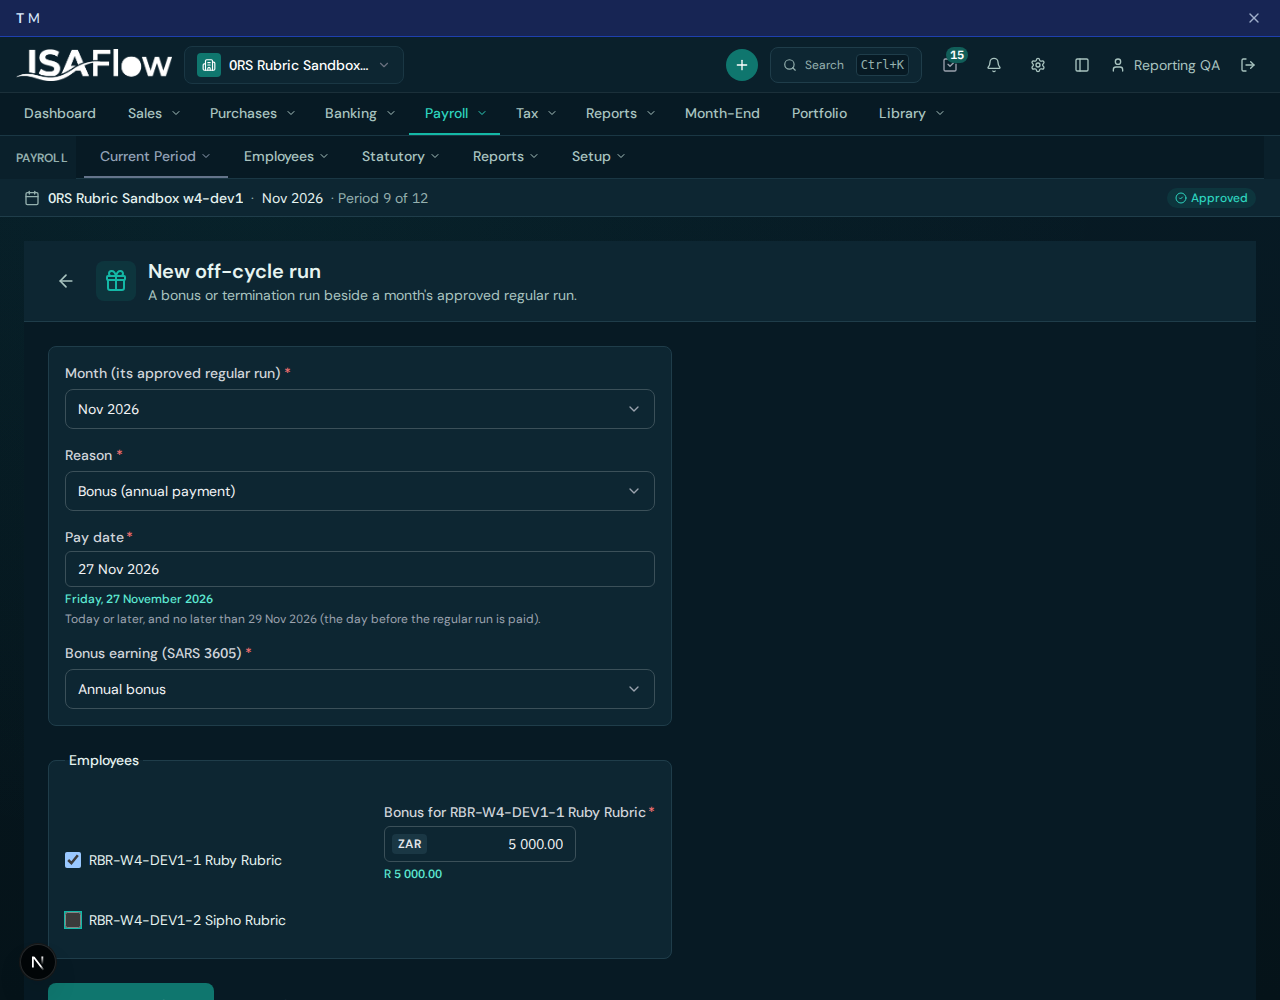 T M
ISAFlow
0RS Rubric Sandbox...
Search
Ctrl+K
15
Reporting QA
Dashboard
Sales
Purchases
Banking
Payroll
Tax
Reports
Month-End
Portfolio
Library
PAYROLL
Current Period
Employees
Statutory
Reports
Setup
0RS Rubric Sandbox w4-dev1 · Nov 2026 · Period 9 of 12
Approved
New off-cycle run
A bonus or termination run beside a month's approved regular run.
Month (its approved regular run) *
Nov 2026
Reason *
Bonus (annual payment)
Pay date *
27 Nov 2026
Friday, 27 November 2026
Today or later, and no later than 29 Nov 2026 (the day before the regular run is paid).
Bonus earning (SARS 3605) *
Annual bonus
Employees
Bonus for RBR-W4-DEV1-1 Ruby Rubric *
ZAR
5 000.00
RBR-W4-DEV1-1 Ruby Rubric
R 5 000.00
RBR-W4-DEV1-2 Sipho Rubric
N